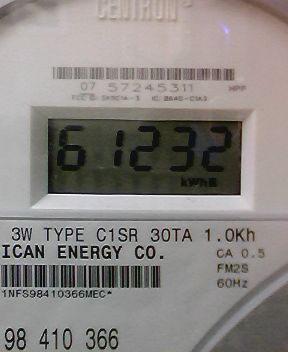 CENTRON
07 57245311
61232
kWh
3W TYPE C1SR 30TA 1.0Kh
ICAN ENERGY CO.
CA 0.5
FM2S
60Hz
1NFS98410366MEC*
98 410 366